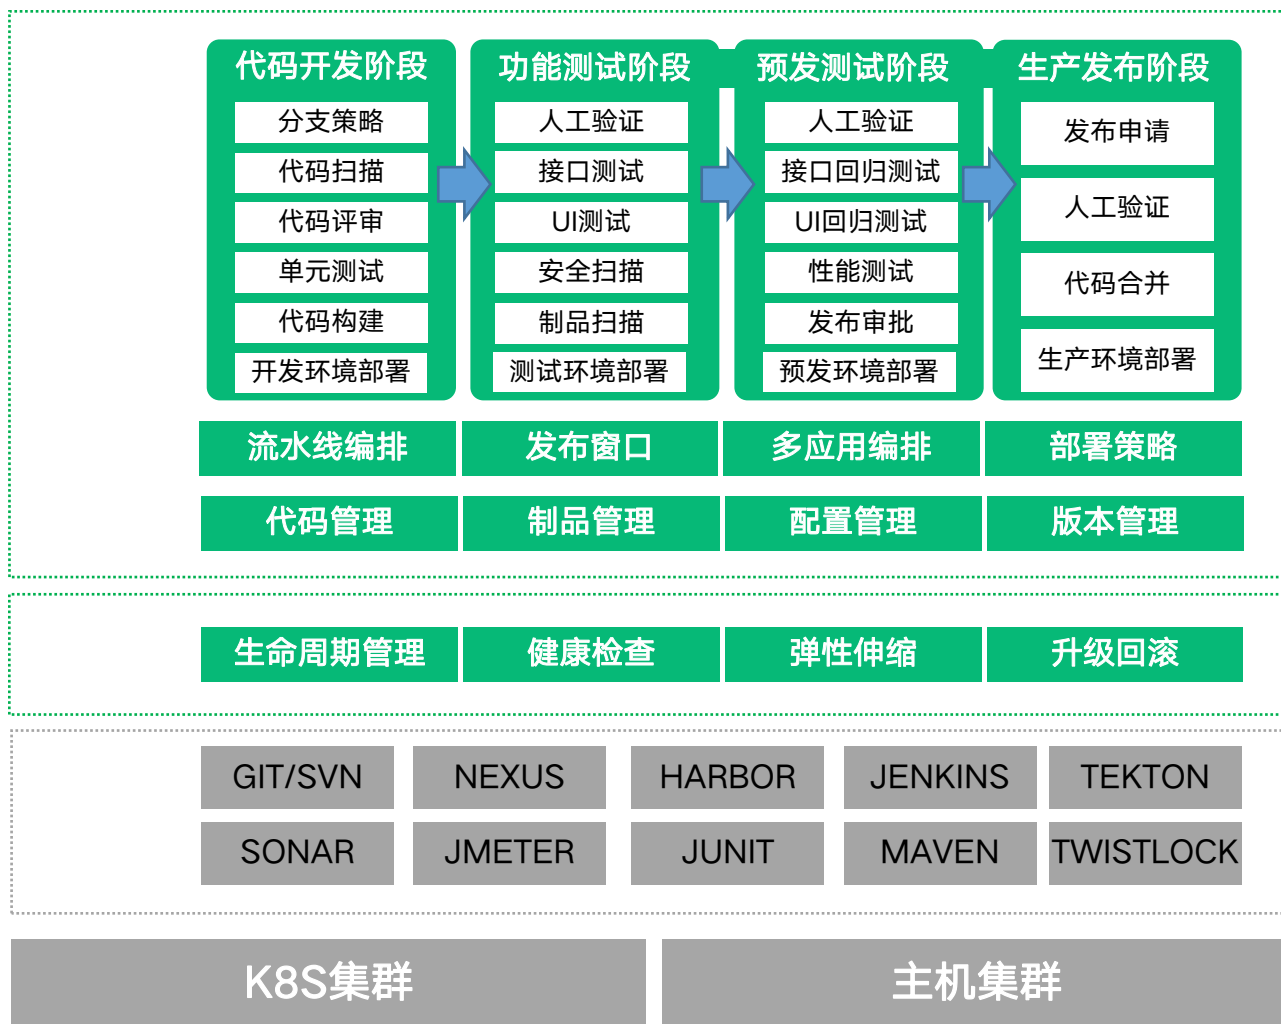 代码开发阶段
分支策略
代码扫描
代码评审
单元测试
代码构建
开发环境部署
功能测试阶段
人工验证
接口测试
UI测试
安全扫描
制品扫描
测试环境部署
预发测试阶段
人工验证
接口回归测试
UI回归测试
性能测试
发布审批
预发环境部署
生产发布阶段
发布申请
人工验证
代码合并
生产环境部署
流水线编排
发布窗口
多应用编排
部署策略
代码管理
制品管理
配置管理
版本管理
生命周期管理
健康检查
弹性伸缩
升级回滚
GIT/SVN
NEXUS
HARBOR
JENKINS
TEKTON
SONAR
JMETER
JUNIT
MAVEN
TWISTLOCK
K8S集群
主机集群